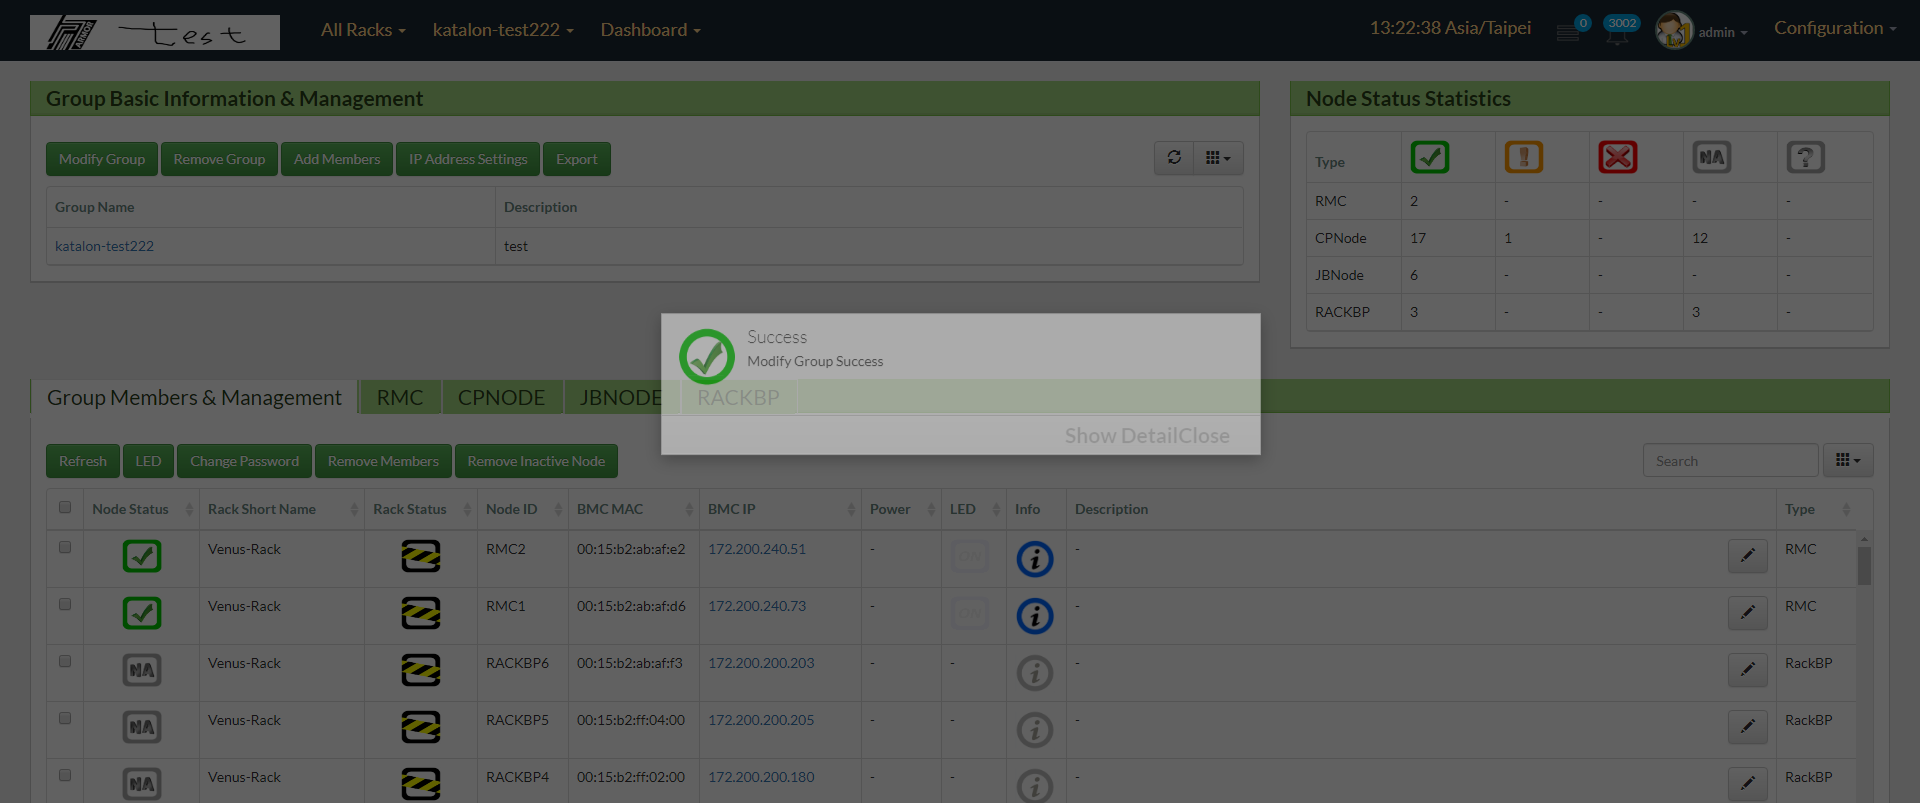 ARMOR test All Racks katalon-test222 Dashboard 13:22:38 Asia/Taipei 0 3002 Lv.1 admin Configuration
Group Basic Information & Management
Modify Group Remove Group Add Members IP Address Settings Export
Group Name Description
katalon-test222 test
Node Status Statistics
Type NA ?
RMC 2 - - - -
CPNode 17 1 - 12 -
JBNode 6 - - - -
RACKBP 3 - - 3 -
Success
Modify Group Success
Show Detail Close
Group Members & Management RMC CPNODE JBNODE RACKBP
Refresh LED Change Password Remove Members Remove Inactive Node Search
Node Status Rack Short Name Rack Status Node ID BMC MAC BMC IP Power LED Info Description Type
Venus-Rack RMC2 00:15:b2:ab:af:e2 172.200.240.51 - ON i - RMC
Venus-Rack RMC1 00:15:b2:ab:af:d6 172.200.240.73 - ON i - RMC
NA Venus-Rack RACKBP6 00:15:b2:ab:af:f3 172.200.200.203 - - i - RackBP
NA Venus-Rack RACKBP5 00:15:b2:ff:04:00 172.200.200.205 - - i - RackBP
NA Venus-Rack RACKBP4 00:15:b2:ff:02:00 172.200.200.180 - - i - RackBP